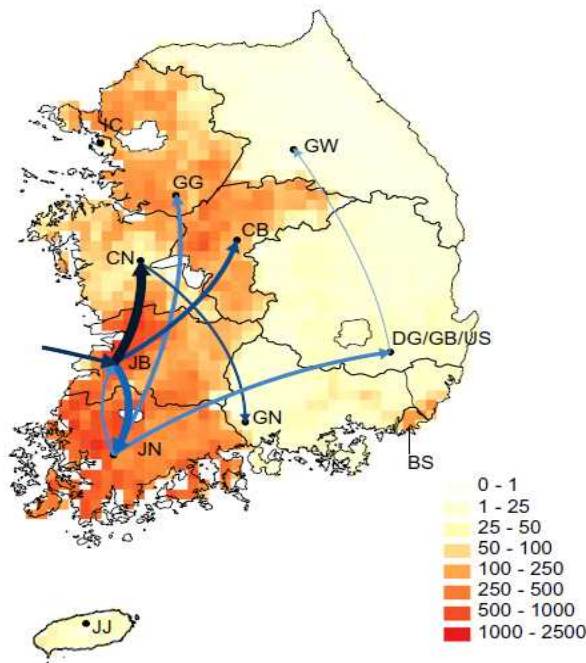 IC
GW
GG
CB
CN
DG/GB/US
JB
GN
JN
BS
0 - 1
1 - 25
25 - 50
50 - 100
100 - 250
250 - 500
500 - 1000
1000 - 2500
JJ